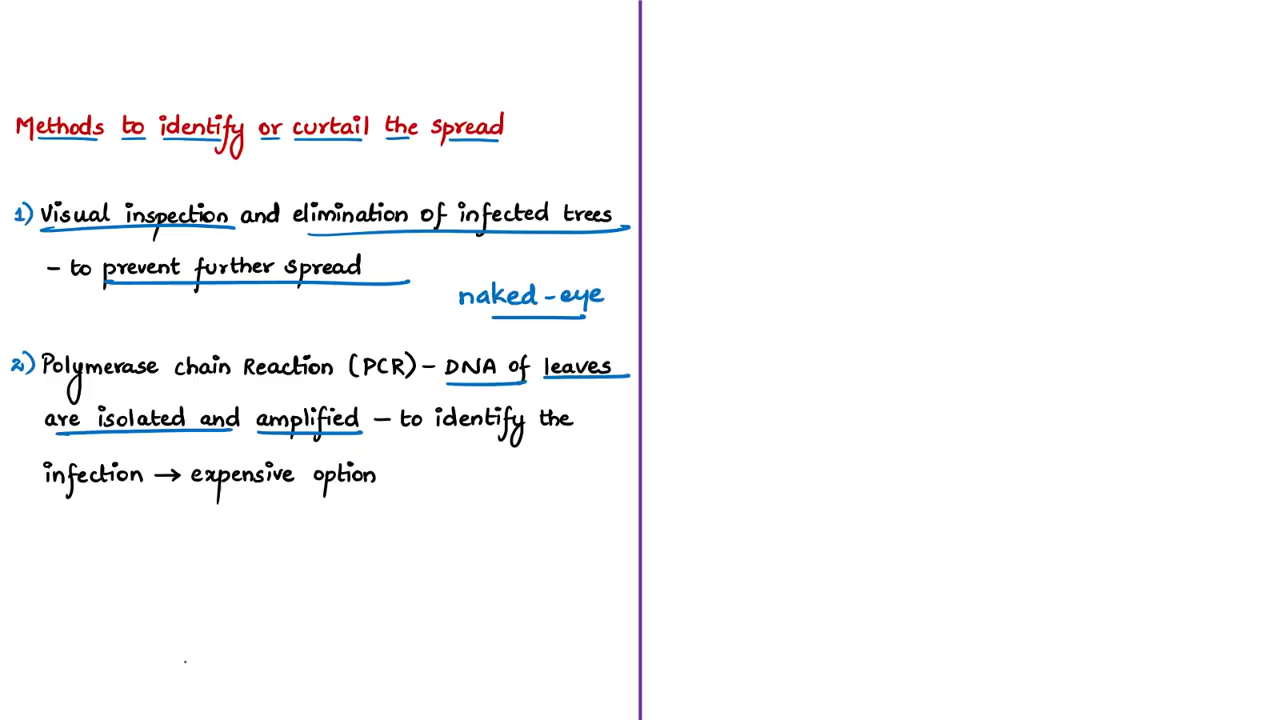 Methods to identify or curtail the spread
1) Visual inspection and elimination of infected trees
- to prevent further spread
naked-eye
2) Polymerase chain Reaction (PCR) - DNA of leaves
are isolated and amplified - to identify the
infection → expensive option